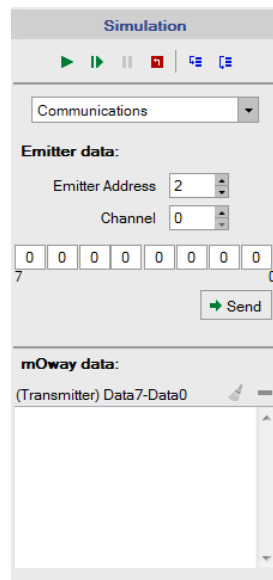 Simulation
Communications
Emitter data:
Emitter Address 2
Channel 0
0 0 0 0 0 0 0 0
7 0
Send
mOway data:
(Transmitter) Data7-Data0